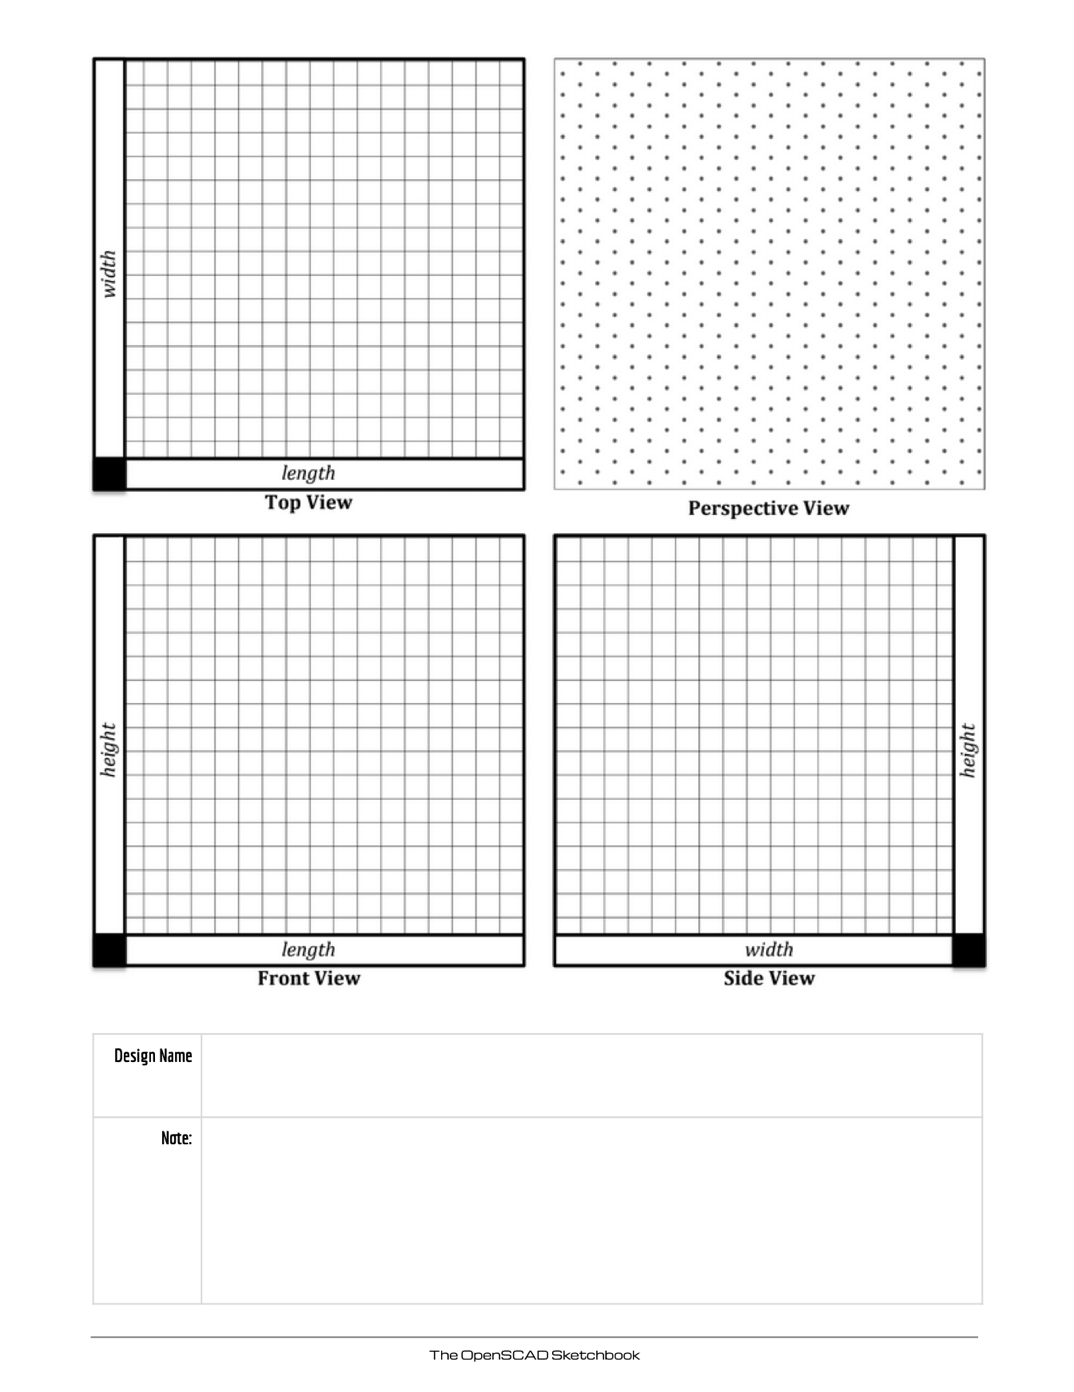 width
length
Top View
Perspective View
height
length
Front View
height
width
Side View
Design Name
Note:
The OpenSCAD Sketchbook